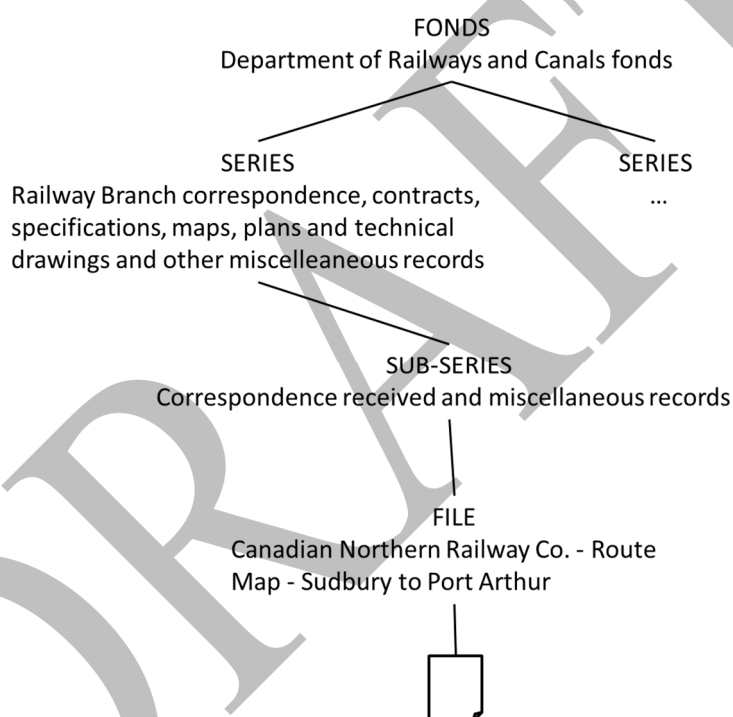 FONDS
Department of Railways and Canals fonds
SERIES
Railway Branch correspondence, contracts,
specifications, maps, plans and technical
drawings and other miscelleaneous records
SERIES
...
SUB-SERIES
Correspondence received and miscellaneous records
FILE
Canadian Northern Railway Co. - Route
Map - Sudbury to Port Arthur
DRAFT